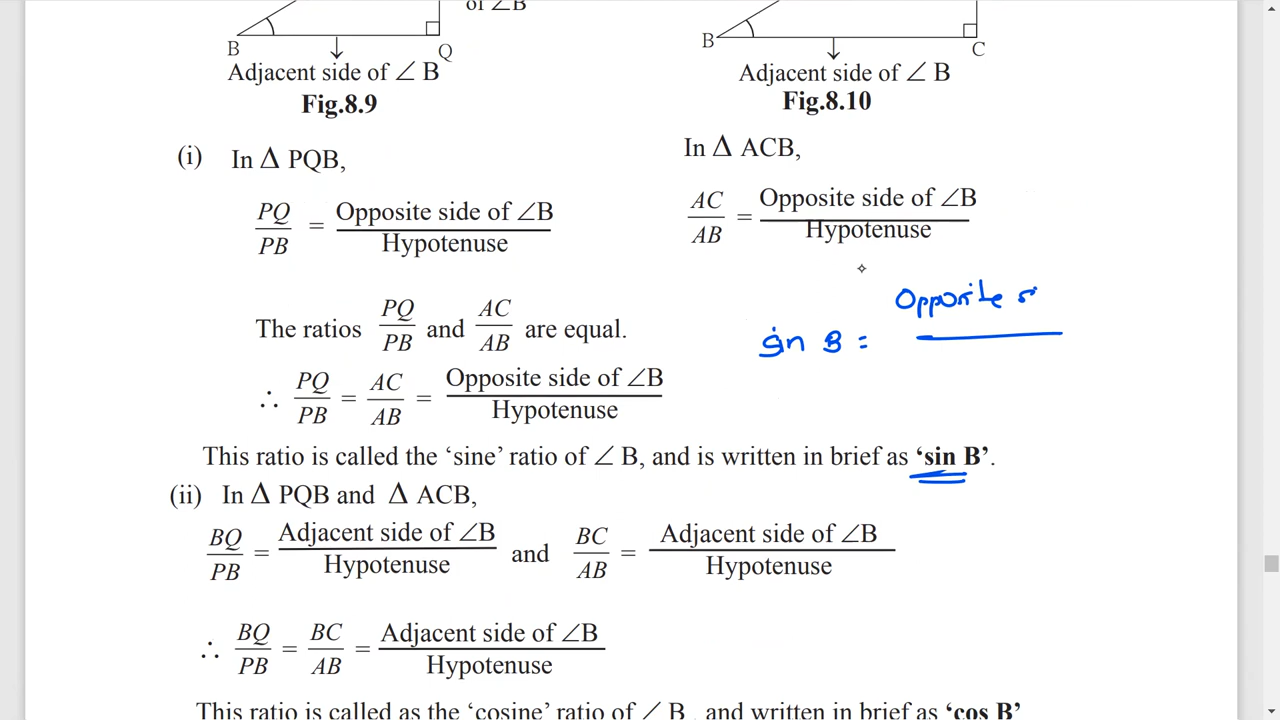 of ∠B
B Q
Adjacent side of ∠ B
Fig.8.9
B C
Adjacent side of ∠ B
Fig.8.10
(i) In Δ PQB,
PQ/PB = Opposite side of ∠B/Hypotenuse
In Δ ACB,
AC/AB = Opposite side of ∠B/Hypotenuse
The ratios PQ/PB and AC/AB are equal.
sin B = Opposite s
∴ PQ/PB = AC/AB = Opposite side of ∠B/Hypotenuse
This ratio is called the ‘sine’ ratio of ∠ B, and is written in brief as ‘sin B’.
(ii) In Δ PQB and Δ ACB,
BQ/PB = Adjacent side of ∠B/Hypotenuse and BC/AB = Adjacent side of ∠B/Hypotenuse
∴ BQ/PB = BC/AB = Adjacent side of ∠B/Hypotenuse
This ratio is called as the ‘cosine’ ratio of ∠ B, and written in brief as ‘cos B’